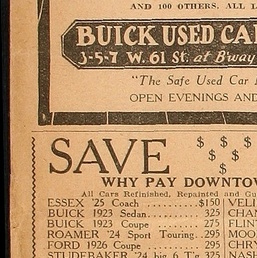 AND 100 OTHERS. ALL
BUICK USED CA
3-5-7 W. 61 St. at B'way
"The Safe Used Car
OPEN EVENINGS AND
SAVE $ $ $ $ $ $ $
WHY PAY DOWNTOW
All Cars Refinished, Repainted and Gu
ESSEX '25 Coach ........ $150 VELI
BUICK 1923 Sedan ........ 325 CHAN
BUICK 1923 Coupe ........ 275 FLIN
ROAMER '24 Sport Touring. 295 MOO
FORD 1926 Coupe ........ 295 CHRY
STUDEBAKER '24 big 6 T'g 325 NASH